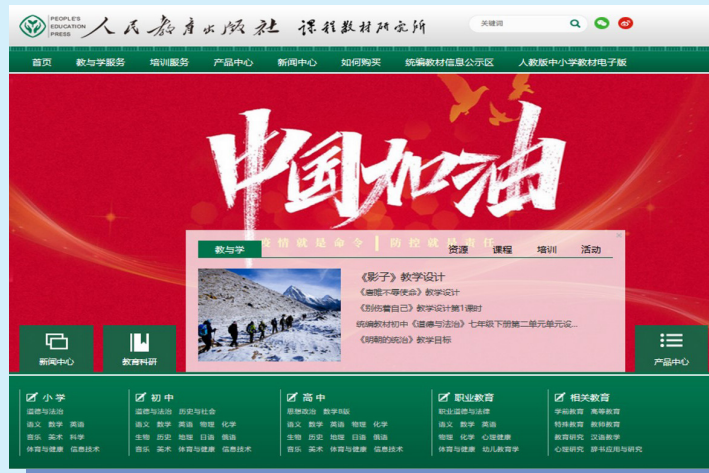 PEOPLE'S
EDUCATION
PRESS
人民教育出版社 课程教材研究所
关键词
首页 教与学服务 培训服务 产品中心 新闻中心 如何购买 统编教材信息公示区 人教版中小学教材电子版
中国加油
疫情就是命令 防控就是责任
教与学 资源 课程 培训 活动
《影子》教学设计
《唐雎不辱使命》教学设计
《别伤着自己》教学设计第1课时
统编教材初中《道德与法治》七年级下册第二单元单元设...
《明朝的统治》教学目标
新闻中心
教育科研
产品中心
小学
道德与法治
语文 数学 英语
音乐 美术 科学
体育与健康 信息技术
初中
道德与法治 历史与社会
语文 数学 英语 物理 化学
生物 历史 地理 日语 俄语
音乐 美术 体育与健康 信息技术
高中
思想政治 数学B版
语文 数学 英语 物理 化学
生物 历史 地理 日语 俄语
音乐 美术 体育与健康 信息技术
职业教育
职业道德与法律
语文 数学 英语
物理 化学 心理健康
体育与健康 幼儿教育学
相关教育
学前教育 高等教育
特殊教育 教师教育
教育研究 汉语教学
心理研究 辞书应用与研究